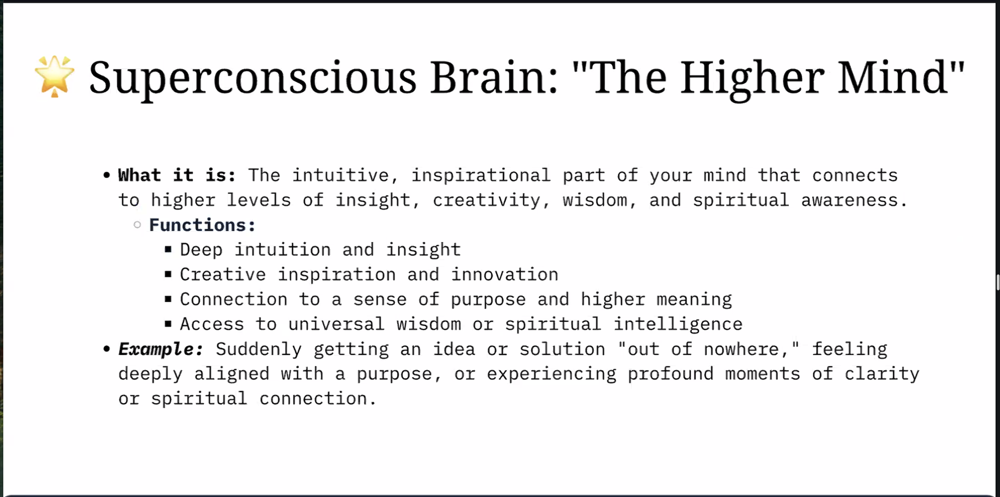 🌟 Superconscious Brain: "The Higher Mind"
• What it is: The intuitive, inspirational part of your mind that connects
to higher levels of insight, creativity, wisdom, and spiritual awareness.
○ Functions:
▪ Deep intuition and insight
▪ Creative inspiration and innovation
▪ Connection to a sense of purpose and higher meaning
▪ Access to universal wisdom or spiritual intelligence
• Example: Suddenly getting an idea or solution "out of nowhere," feeling
deeply aligned with a purpose, or experiencing profound moments of clarity
or spiritual connection.